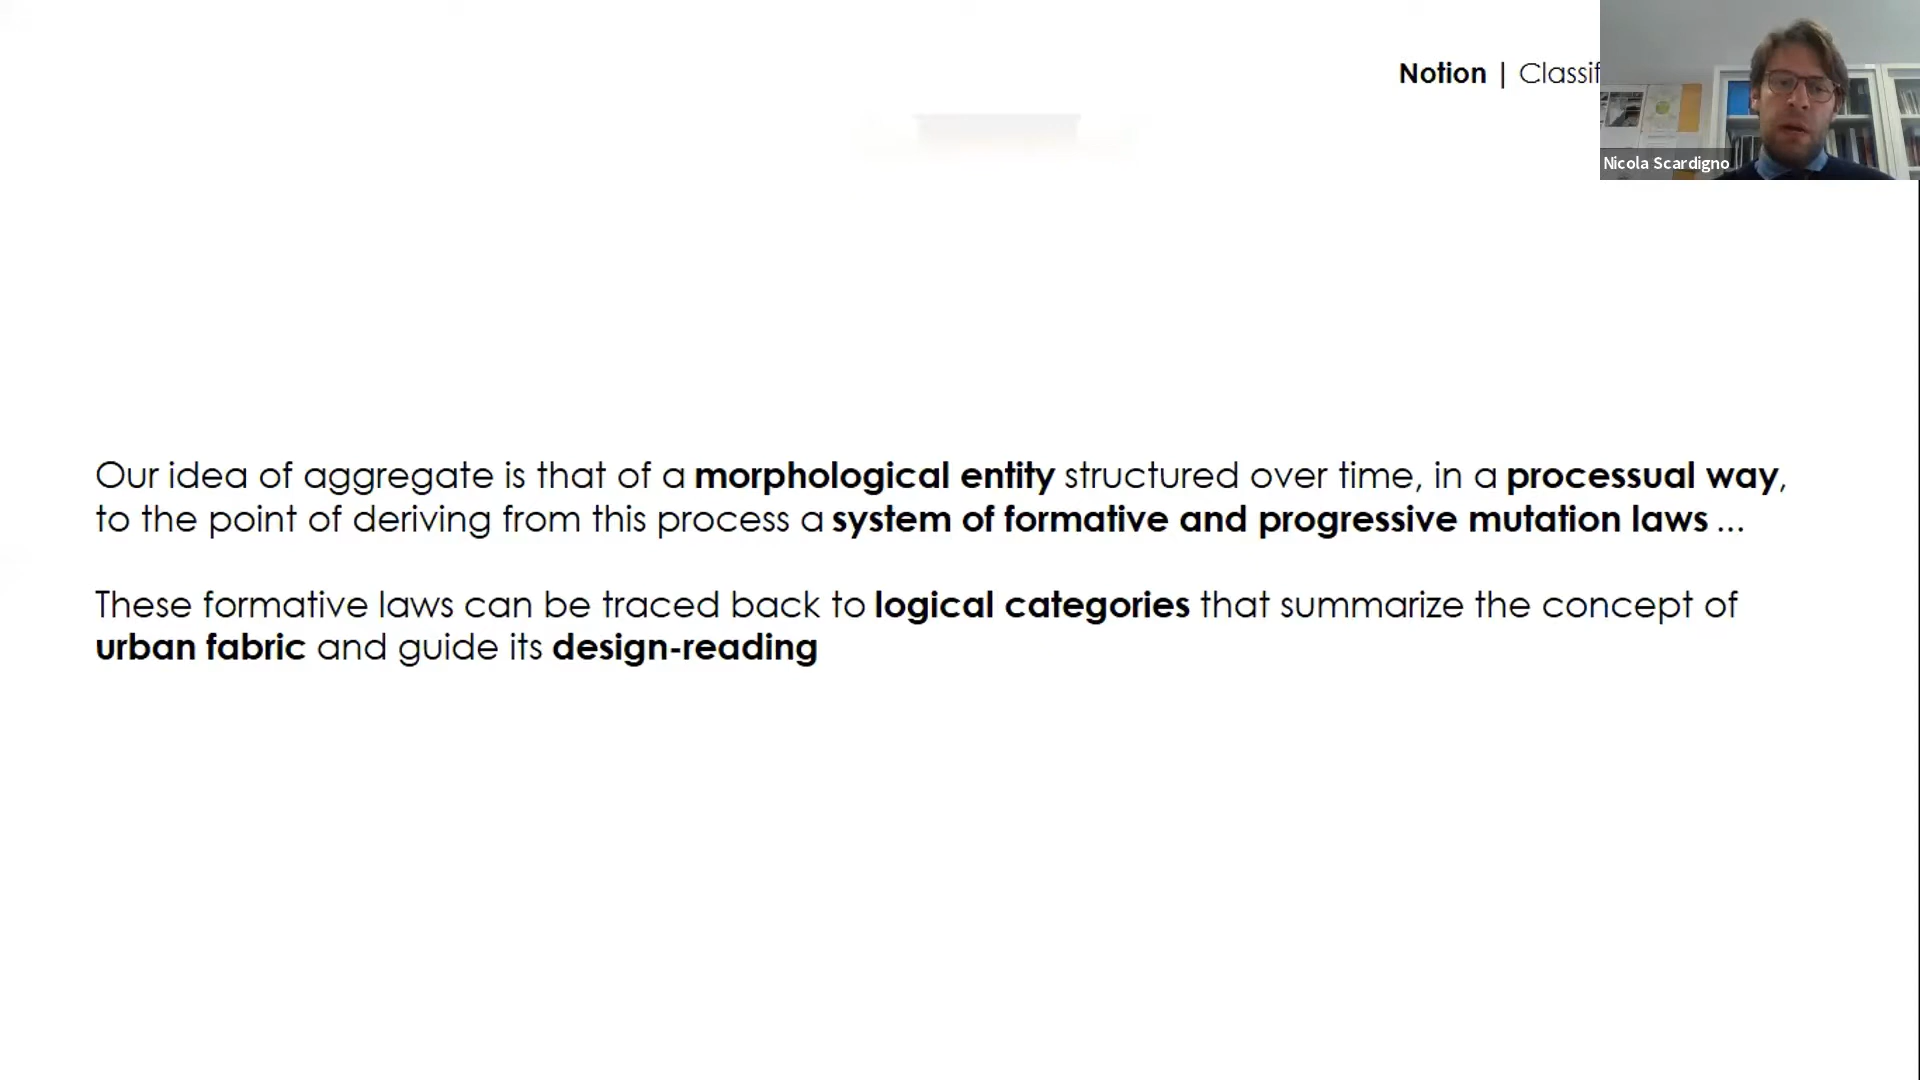 Notion | Classif
Nicola Scardigno
Our idea of aggregate is that of a morphological entity structured over time, in a processual way,
to the point of deriving from this process a system of formative and progressive mutation laws ...
These formative laws can be traced back to logical categories that summarize the concept of
urban fabric and guide its design-reading